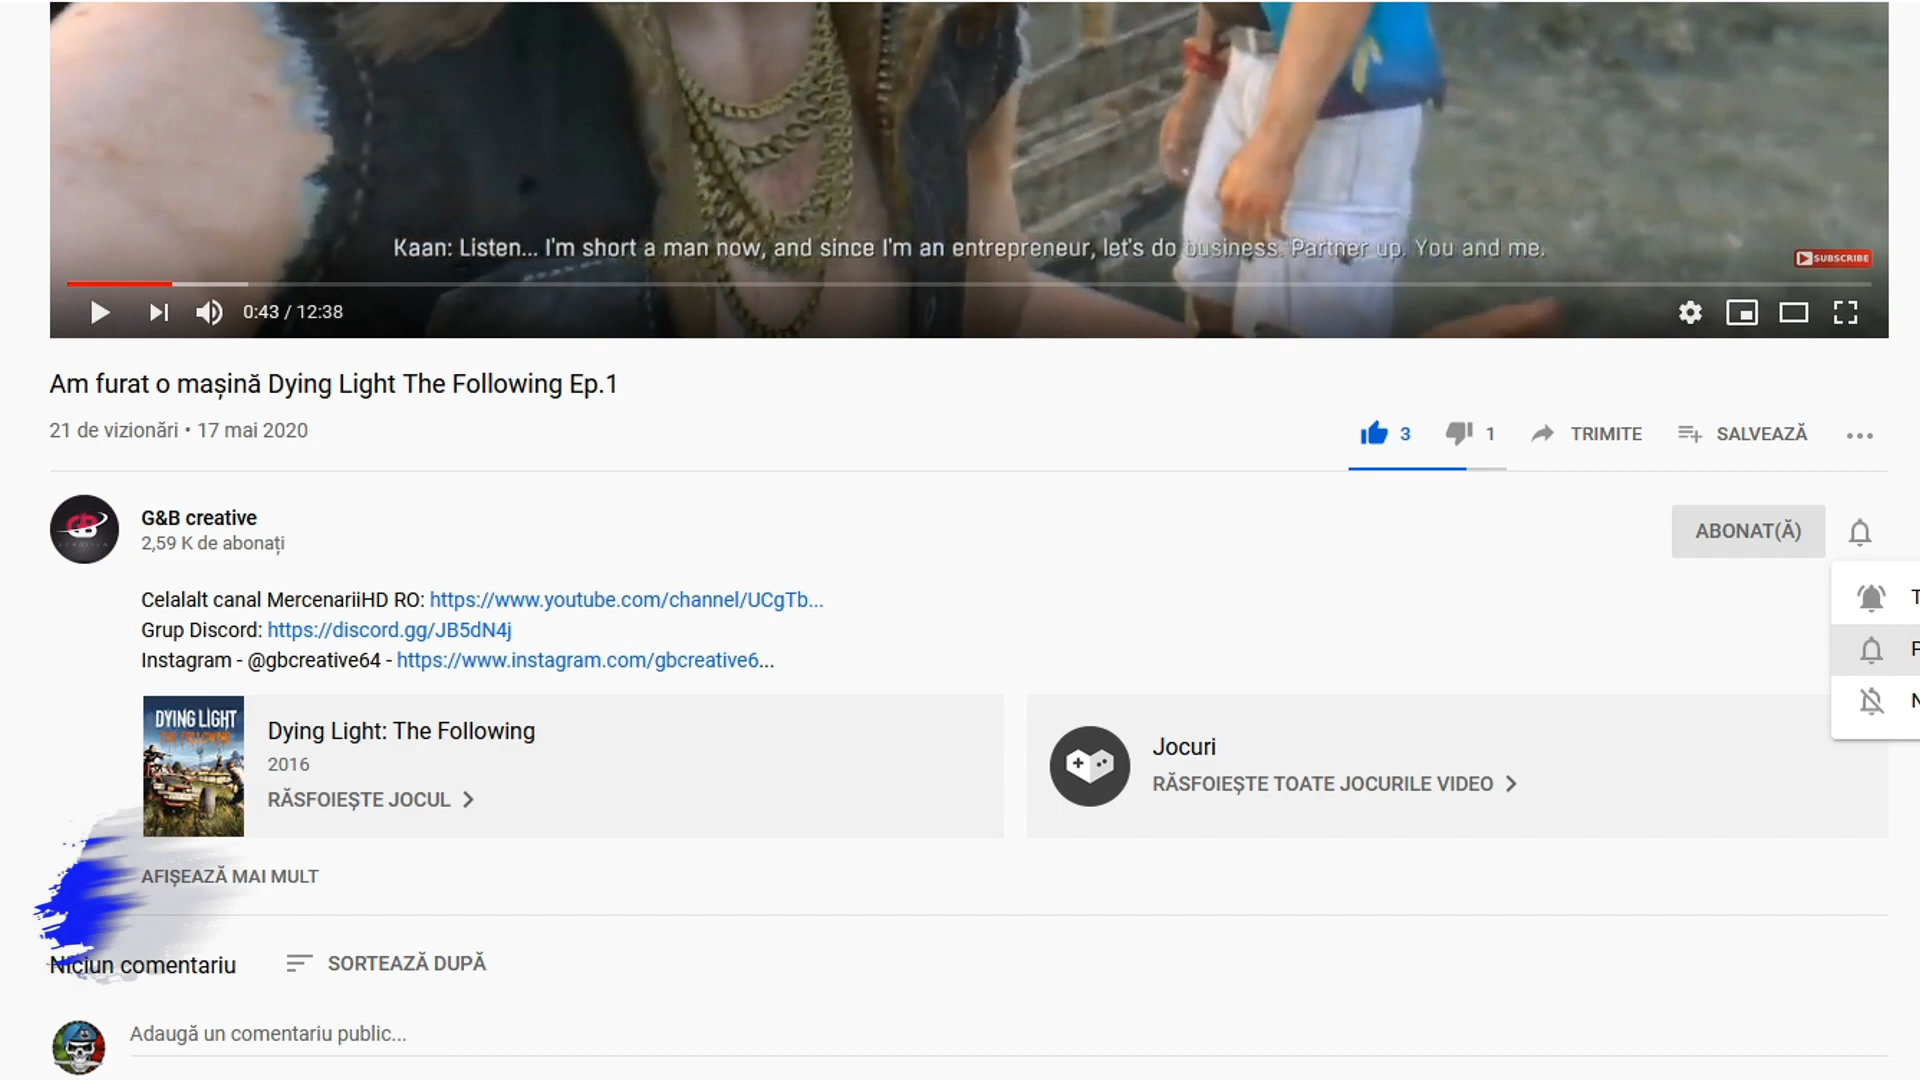 Kaan: Listen... I'm short a man now, and since I'm an entrepreneur, let's do business. Partner up. You and me.
SUBSCRIBE
0:43 / 12:38
Am furat o mașină Dying Light The Following Ep.1
21 de vizionări • 17 mai 2020
3
1
TRIMITE
SALVEAZĂ
G&B creative
2,59 K de abonați
ABONAT(Ă)
T
P
N
Celalalt canal MercenariiHD RO: https://www.youtube.com/channel/UCgTb...
Grup Discord: https://discord.gg/JB5dN4j
Instagram - @gbcreative64 - https://www.instagram.com/gbcreative6...
DYING LIGHT
THE FOLLOWING
Dying Light: The Following
2016
RĂSFOIEȘTE JOCUL
Jocuri
RĂSFOIEȘTE TOATE JOCURILE VIDEO
AFIȘEAZĂ MAI MULT
Niciun comentariu
SORTEAZĂ DUPĂ
Adaugă un comentariu public...